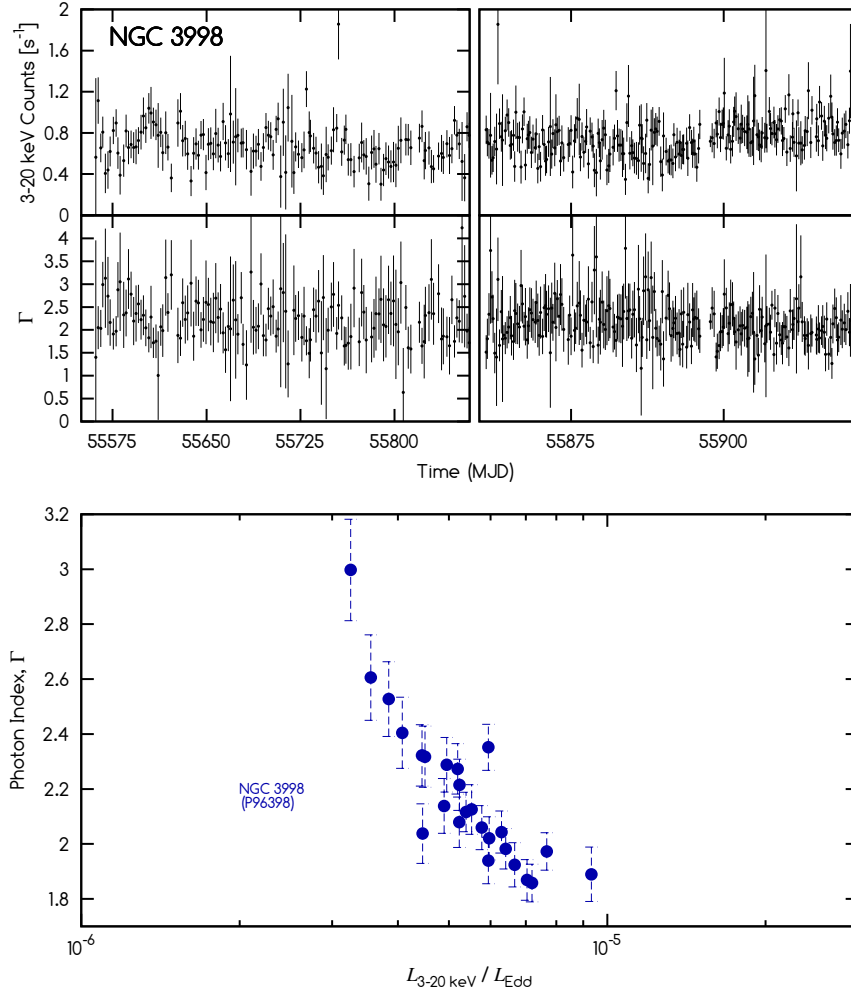 NGC 3998
3-20 keV Counts [s⁻¹]
2
1.6
1.2
0.8
0.4
0
Γ
4
3.5
3
2.5
2
1.5
1
0.5
0
55575 55650 55725 55800 55875 55900
Time (MJD)
Photon Index, Γ
3.2
3
2.8
2.6
2.4
2.2
2
1.8
NGC 3998
(P96398)
10⁻⁶ 10⁻⁵
L₃₋₂₀ keV / L_Edd